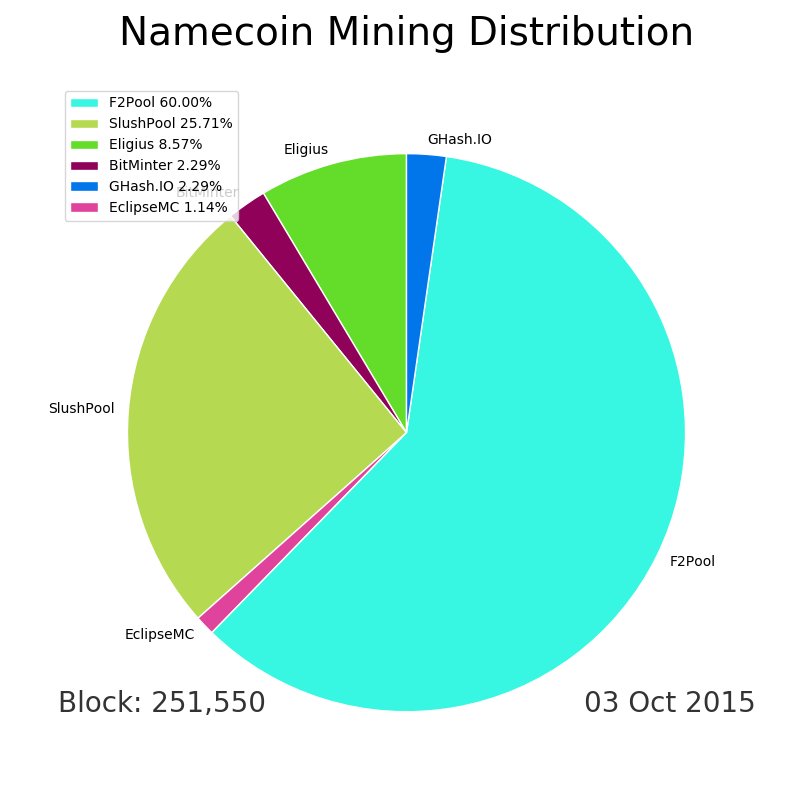 Namecoin Mining Distribution
F2Pool 60.00%
SlushPool 25.71%
Eligius 8.57%
BitMinter 2.29%
GHash.IO 2.29%
EclipseMC 1.14%
GHash.IO
Eligius
BitMinter
SlushPool
F2Pool
EclipseMC
Block: 251,550
03 Oct 2015